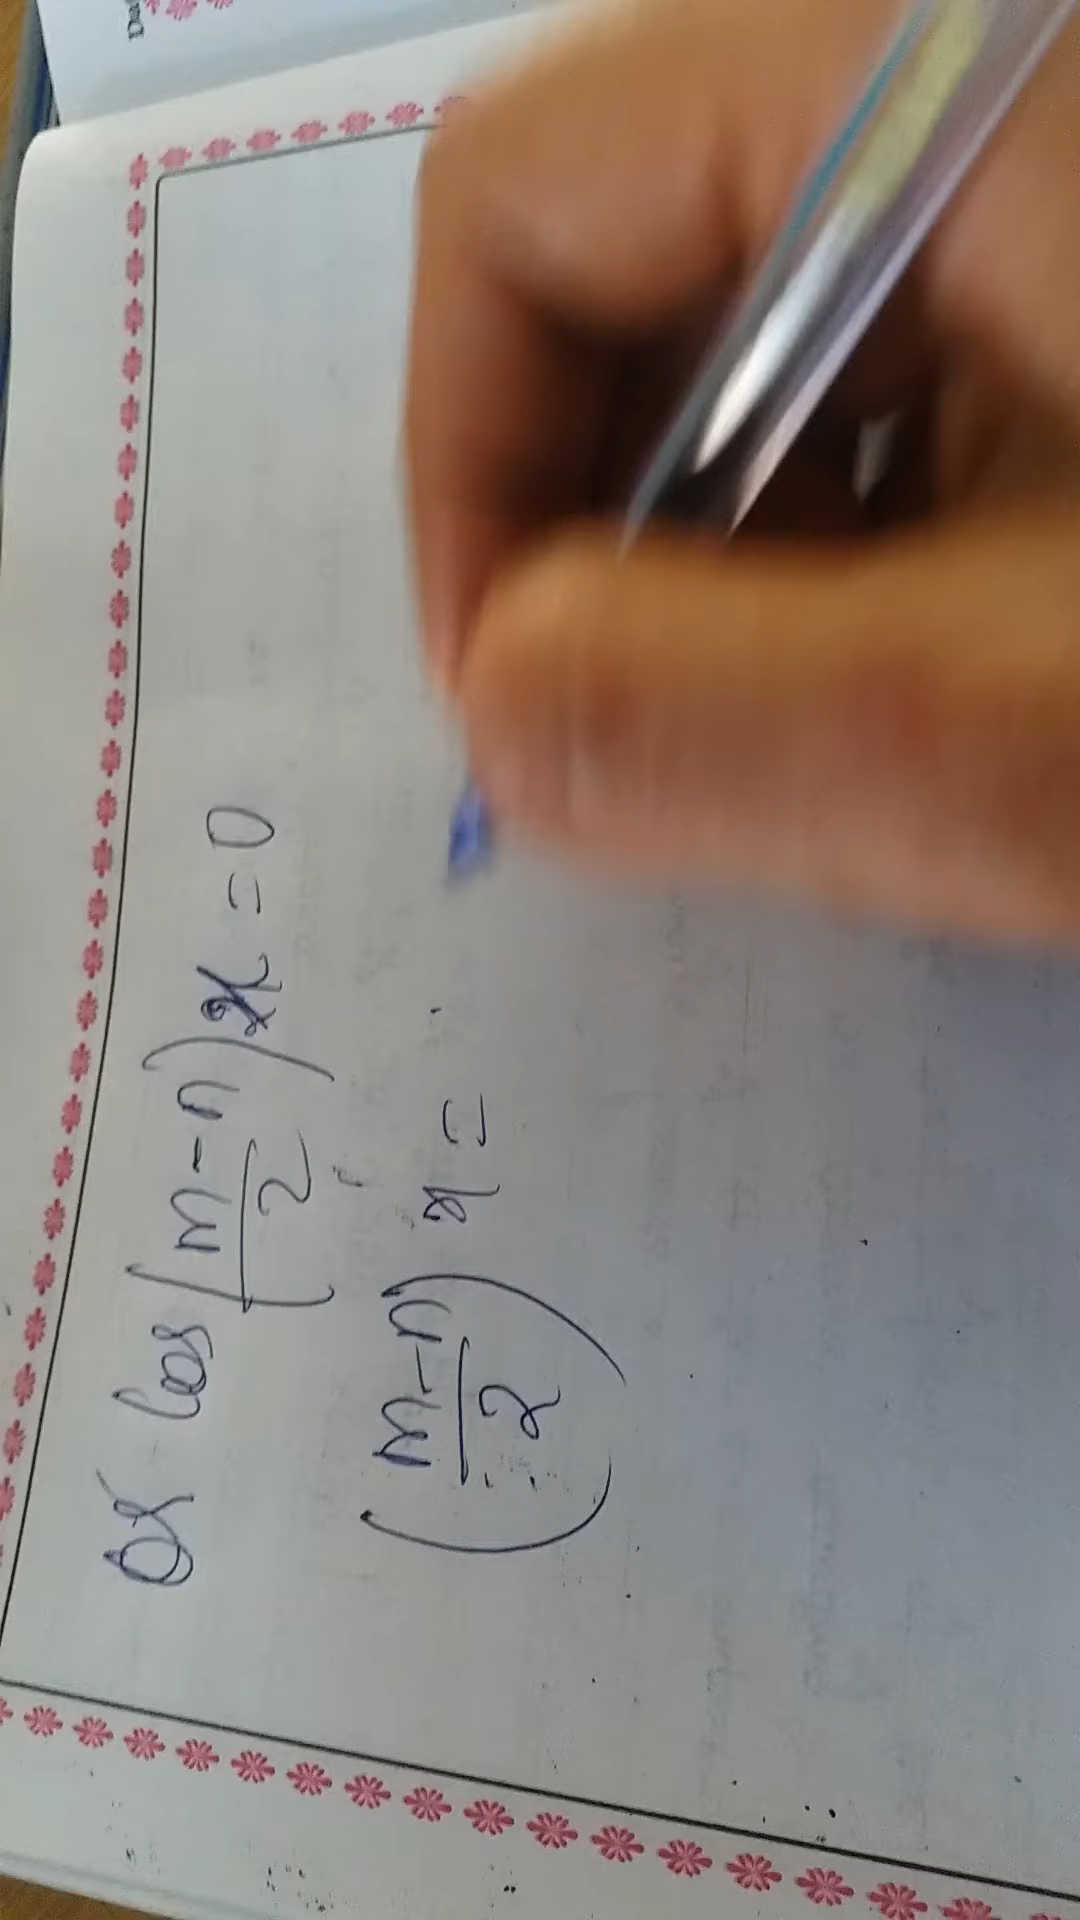 Or cos(m-n/2)x = 0
(m-n/2)x =